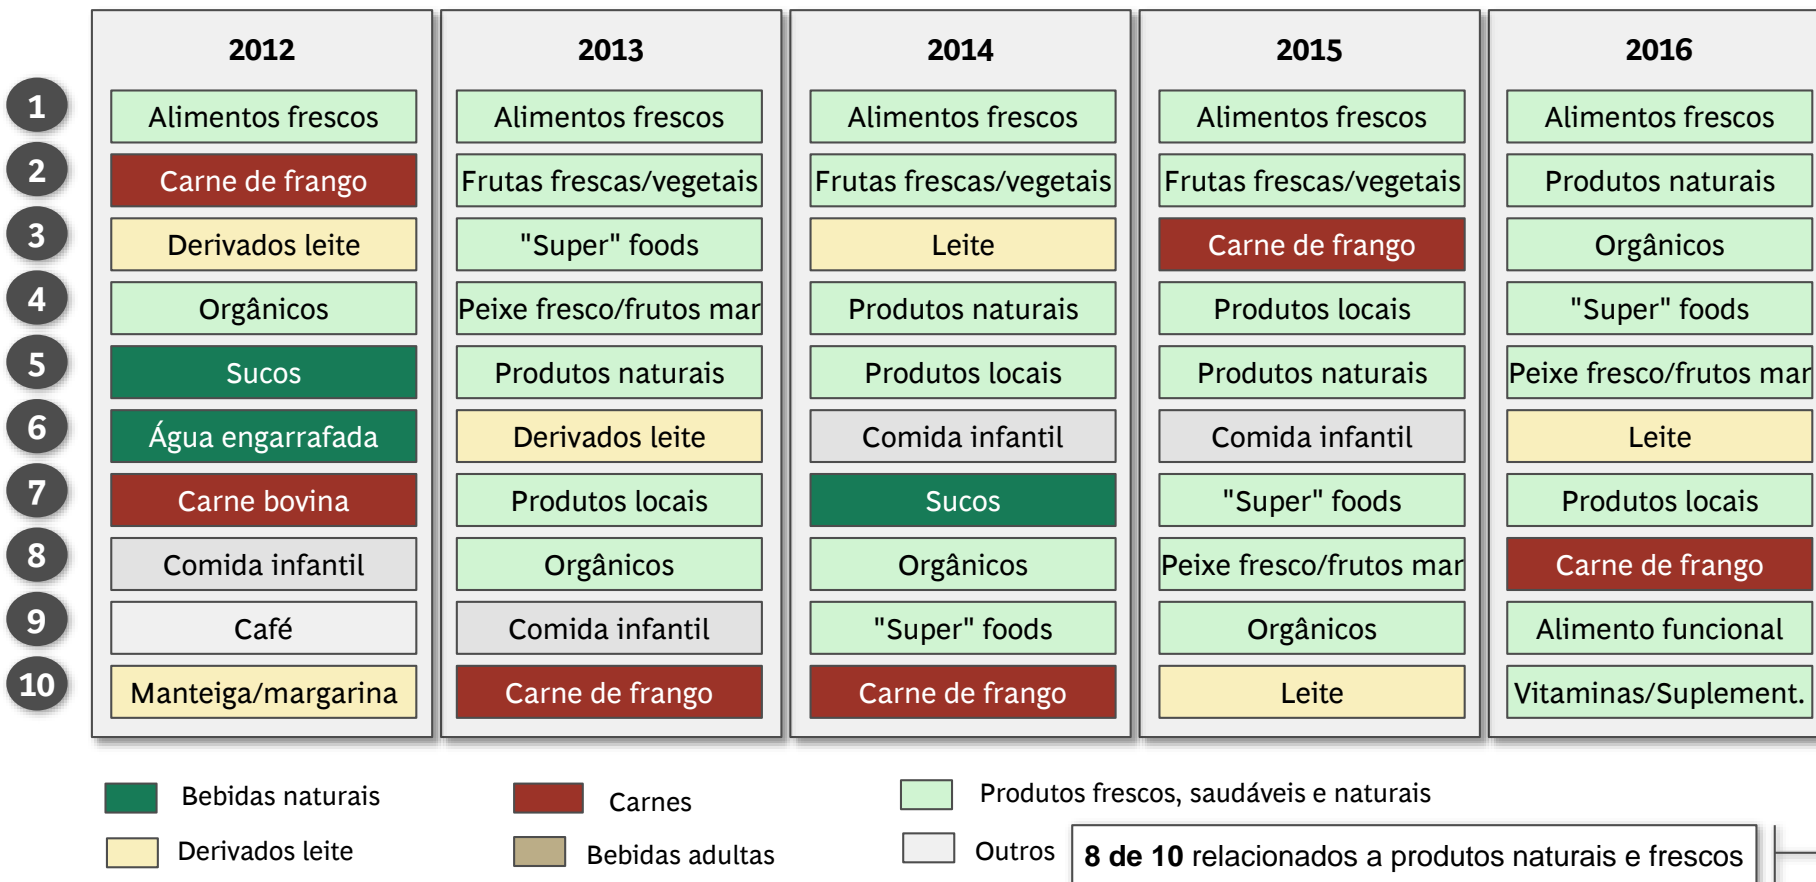 2012 2013 2014 2015 2016
1 Alimentos frescos Alimentos frescos Alimentos frescos Alimentos frescos Alimentos frescos
2 Carne de frango Frutas frescas/vegetais Frutas frescas/vegetais Frutas frescas/vegetais Produtos naturais
3 Derivados leite "Super" foods Leite Carne de frango Orgânicos
4 Orgânicos Peixe fresco/frutos mar Produtos naturais Produtos locais "Super" foods
5 Sucos Produtos naturais Produtos locais Produtos naturais Peixe fresco/frutos mar
6 Água engarrafada Derivados leite Comida infantil Comida infantil Leite
7 Carne bovina Produtos locais Sucos "Super" foods Produtos locais
8 Comida infantil Orgânicos Orgânicos Peixe fresco/frutos mar Carne de frango
9 Café Comida infantil "Super" foods Orgânicos Alimento funcional
10 Manteiga/margarina Carne de frango Carne de frango Leite Vitaminas/Suplement.
Bebidas naturais Carnes Produtos frescos, saudáveis e naturais
Derivados leite Bebidas adultas Outros 8 de 10 relacionados a produtos naturais e frescos